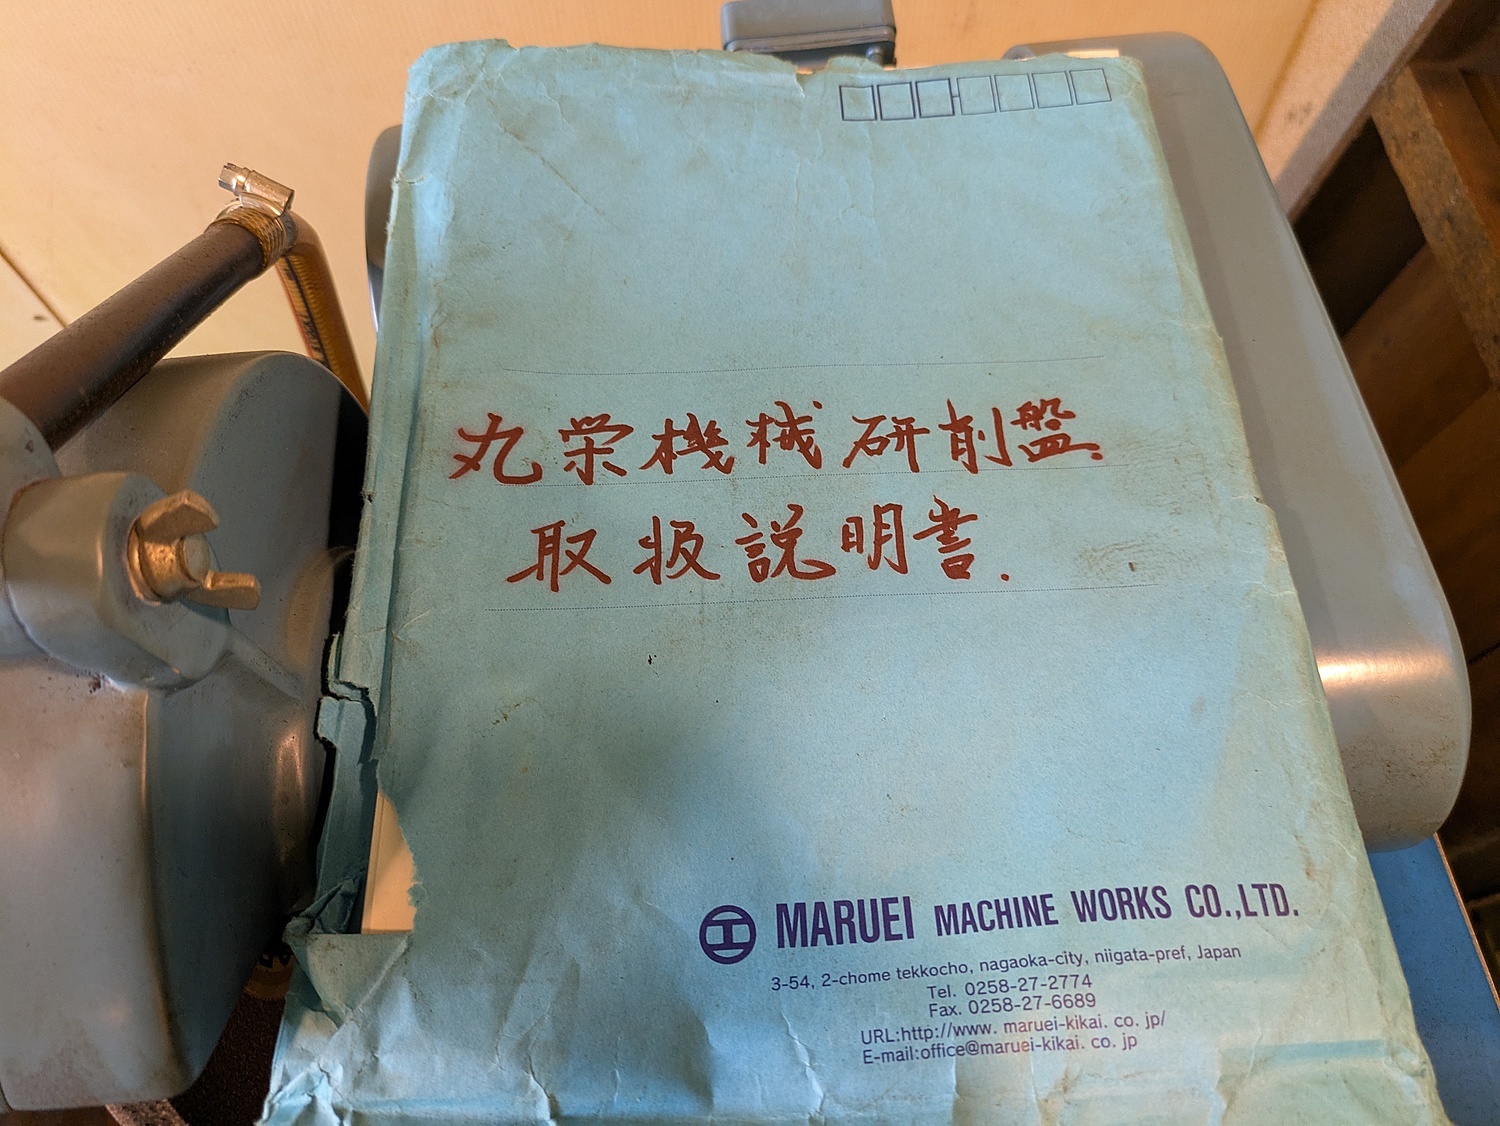 丸栄機械研削盤.
取扱説明書.
MARUEI MACHINE WORKS CO.,LTD.
3-54, 2-chome tekkocho, nagaoka-city, niigata-pref, Japan
Tel. 0258-27-2774
Fax. 0258-27-6689
URL:http://www. maruei-kikai. co. jp/
E-mail:office@maruei-kikai. co. jp